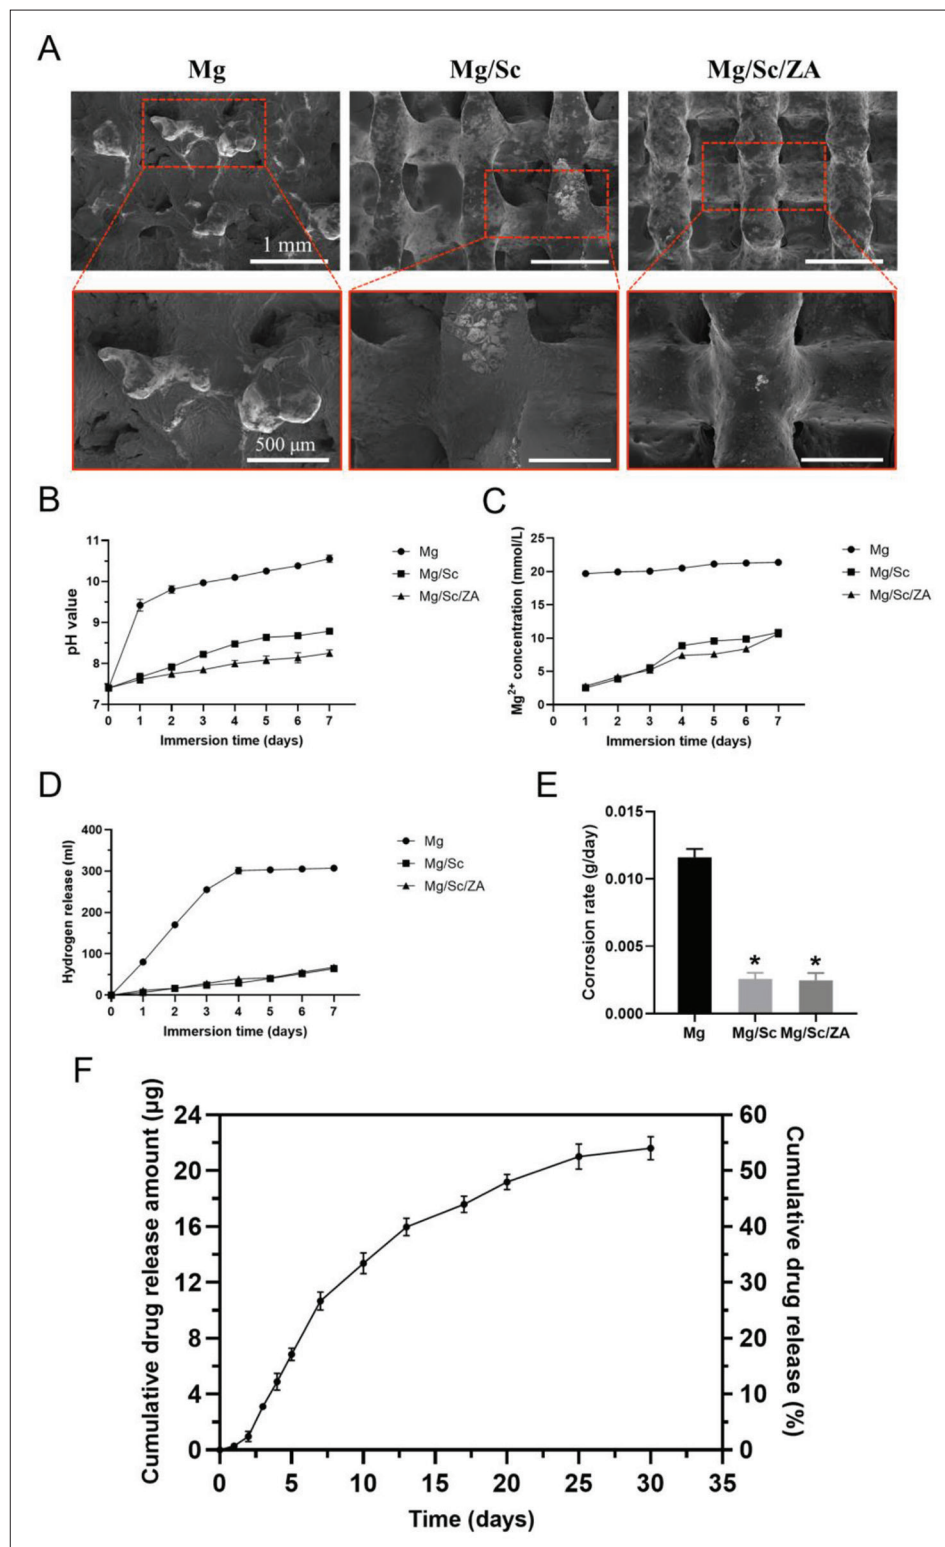 A
Mg
Mg/Sc
Mg/Sc/ZA
1 mm
500 μm
B
11
10
9
8
7
pH value
0 1 2 3 4 5 6 7
Immersion time (days)
Mg
Mg/Sc
Mg/Sc/ZA
C
25
20
15
10
5
0
Mg2+ concentration (mmol/L)
0 1 2 3 4 5 6 7
Immersion time (days)
Mg
Mg/Sc
Mg/Sc/ZA
D
400
300
200
100
0
Hydrogen release (ml)
0 1 2 3 4 5 6 7
Immersion time (days)
Mg
Mg/Sc
Mg/Sc/ZA
E
0.015
0.010
0.005
0.000
Corrosion rate (g/day)
* *
Mg Mg/Sc Mg/Sc/ZA
F
Cumulative drug release amount (μg)
24
20
16
12
8
4
0
60
50
40
30
20
10
0
Cumulative drug release (%)
0 5 10 15 20 25 30 35
Time (days)